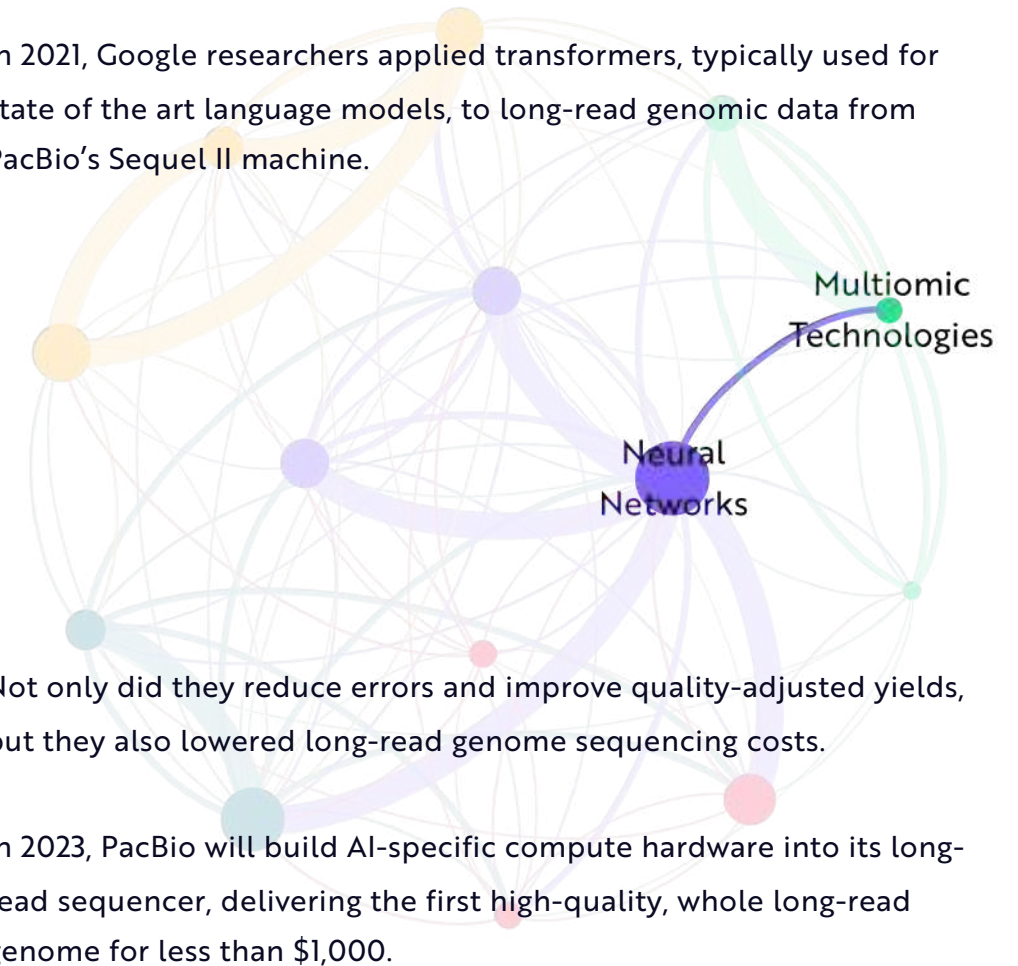 n 2021, Google researchers applied transformers, typically used for
tate of the art language models, to long-read genomic data from
PacBio's Sequel II machine.
Multiomic
Technologies
Neural
Networks
Not only did they reduce errors and improve quality-adjusted yields,
but they also lowered long-read genome sequencing costs.
n 2023, PacBio will build AI-specific compute hardware into its long-
ead sequencer, delivering the first high-quality, whole long-read
genome for less than $1,000.